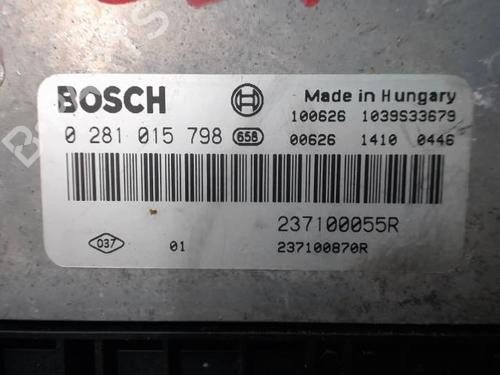 BOSCH
Made in Hungary
100626 1039S33679
0 281 015 798 658
00626 1410 0446
237100055R
037
01
237100870R